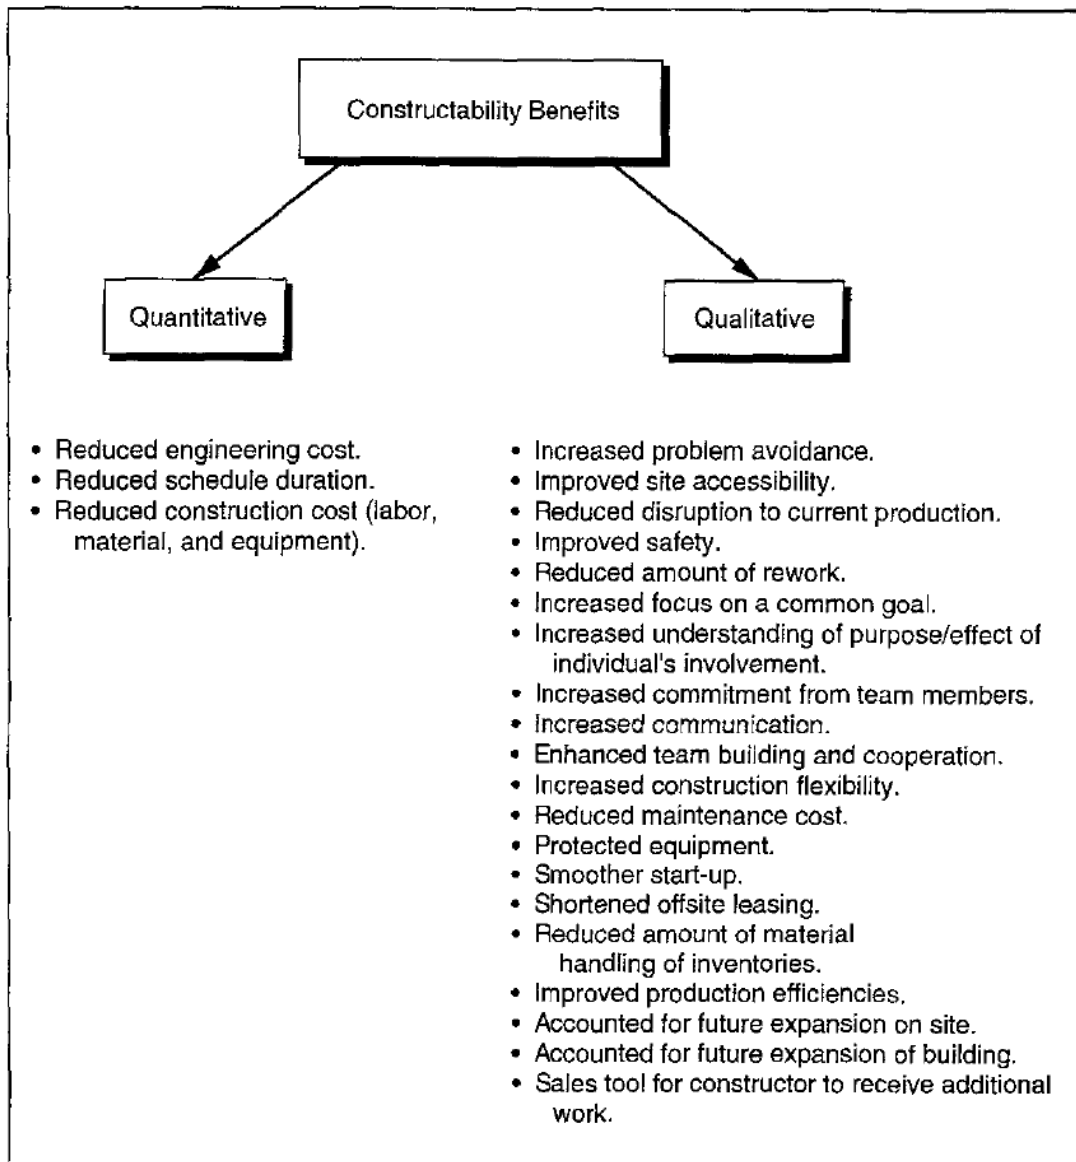 Constructability Benefits
Quantitative
Qualitative
• Reduced engineering cost.
• Reduced schedule duration.
• Reduced construction cost (labor,
material, and equipment).
• Increased problem avoidance.
• Improved site accessibility.
• Reduced disruption to current production.
• Improved safety.
• Reduced amount of rework.
• Increased focus on a common goal.
• Increased understanding of purpose/effect of
individual's involvement.
• Increased commitment from team members.
• Increased communication.
• Enhanced team building and cooperation.
• Increased construction flexibility.
• Reduced maintenance cost.
• Protected equipment.
• Smoother start-up.
• Shortened offsite leasing.
• Reduced amount of material
handling of inventories.
• Improved production efficiencies.
• Accounted for future expansion on site.
• Accounted for future expansion of building.
• Sales tool for constructor to receive additional
work.